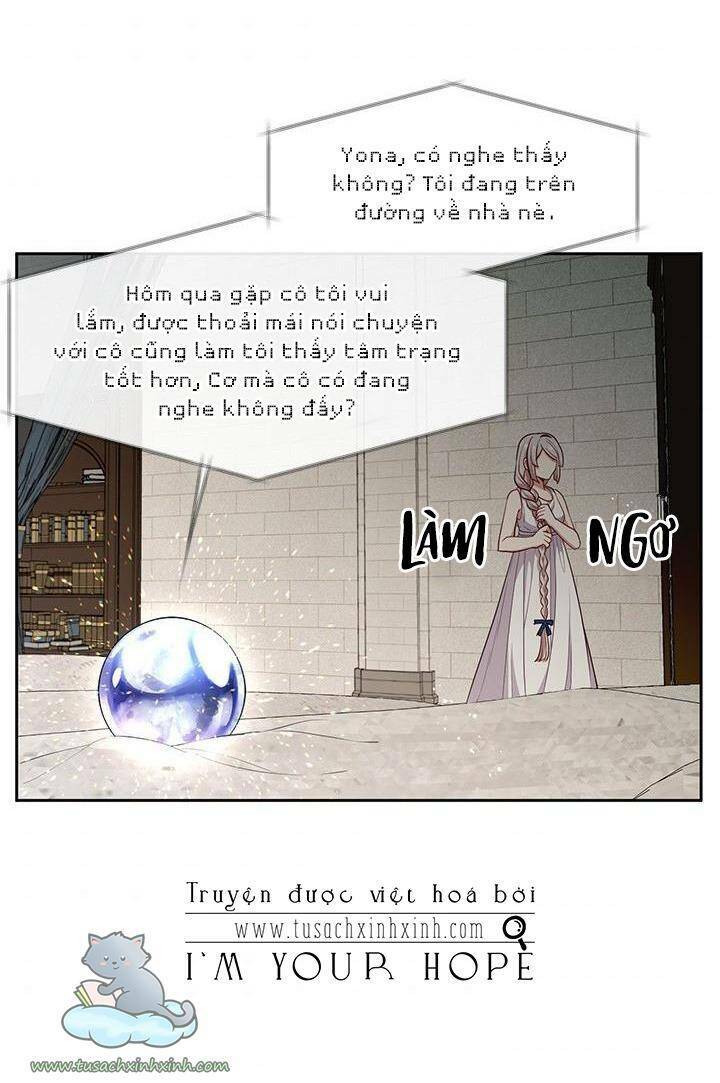 Yona, có nghe thấy
không? Tôi đang trên
đường về nhà nè.
Hôm qua gặp cô tôi vui
lắm, được thoải mái nói chuyện
với cô cũng làm tôi thấy tâm trạng
tốt hơn, Cơ mà cô có đang
nghe không đấy?
LÀM NGƠ
Truyện được việt hoá bởi
www.tusachxinhxinh.com
I'M YOUR HOPE
www.tusachxinhxinh.com